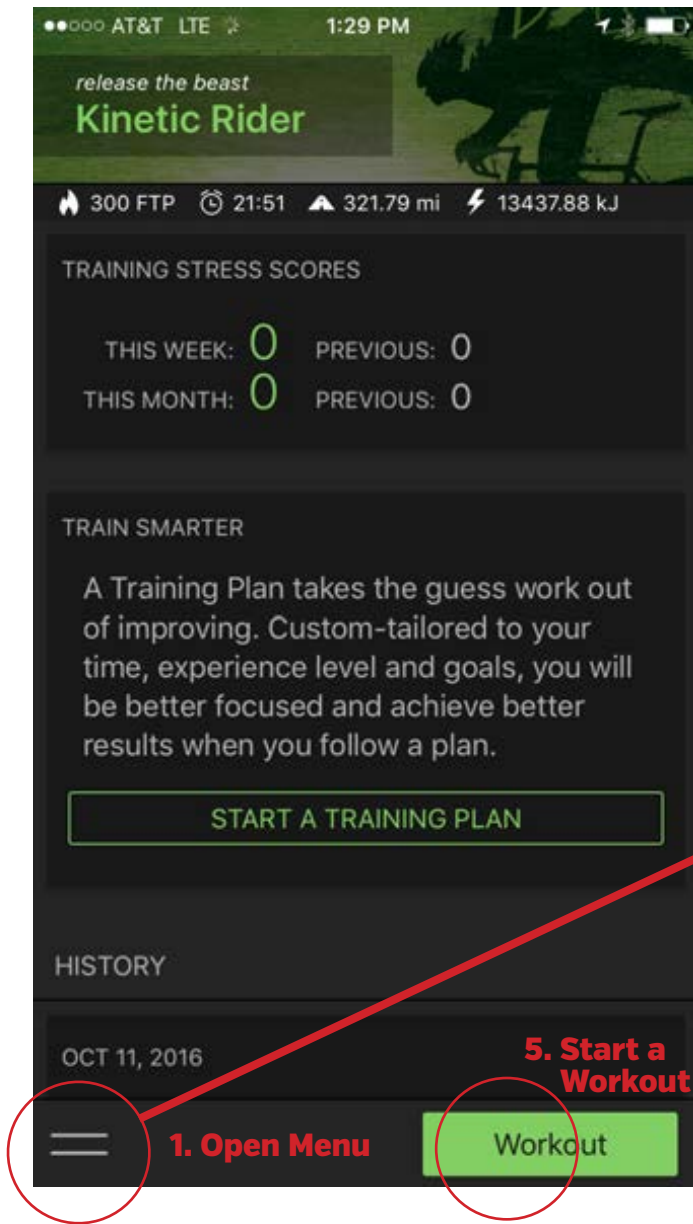 AT&T LTE 1:29 PM
release the beast
Kinetic Rider
300 FTP 21:51 321.79 mi 13437.88 kJ
TRAINING STRESS SCORES
THIS WEEK: 0 PREVIOUS: 0
THIS MONTH: 0 PREVIOUS: 0
TRAIN SMARTER
A Training Plan takes the guess work out
of improving. Custom-tailored to your
time, experience level and goals, you will
be better focused and achieve better
results when you follow a plan.
START A TRAINING PLAN
HISTORY
OCT 11, 2016
5. Start a
Workout
1. Open Menu
Workout